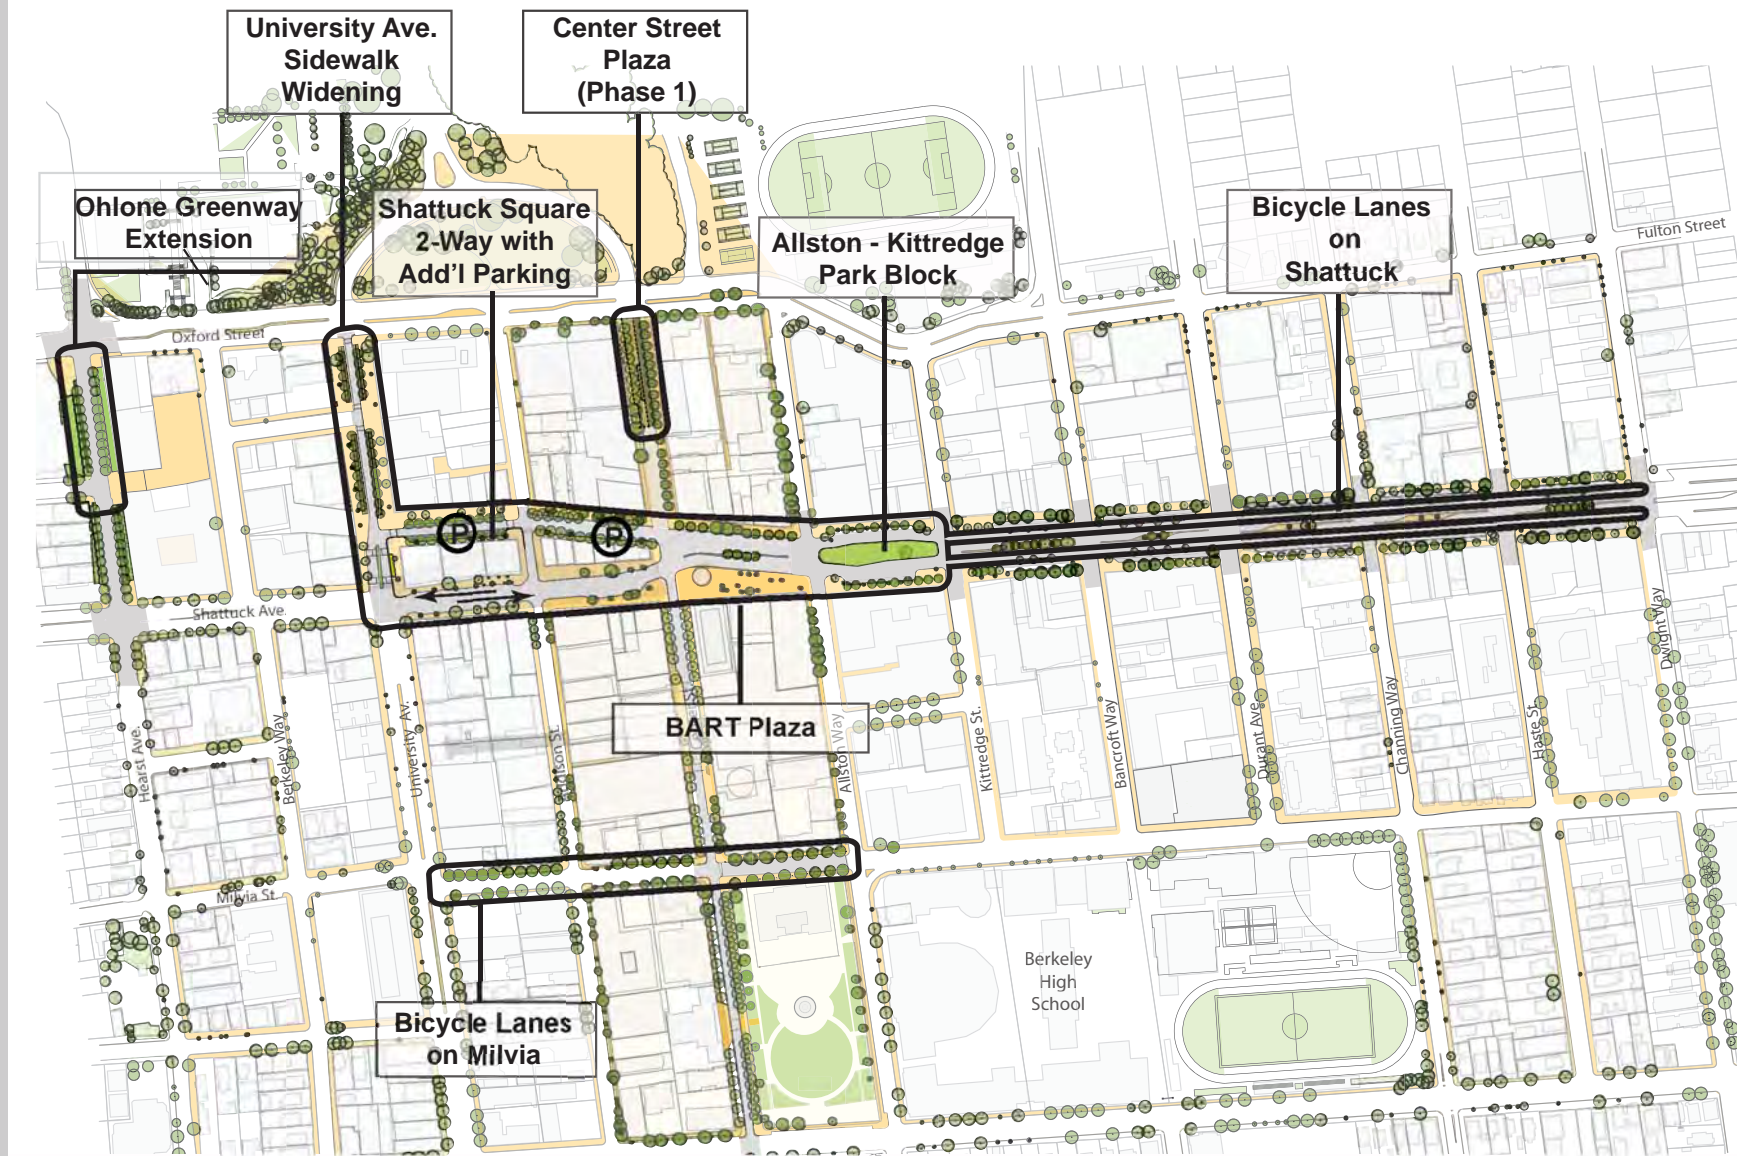 University Ave.
Sidewalk
Widening
Center Street
Plaza
(Phase 1)
Ohlone Greenway
Extension
Shattuck Square
2-Way with
Add'l Parking
Allston - Kittredge
Park Block
Bicycle Lanes
on
Shattuck
Fulton Street
Oxford Street
P
P
Shattuck Ave.
BART Plaza
Hearst Ave.
Berkeley Way
University Av.
Allston Way
Kittredge St.
Bancroft Way
Durant Ave.
Channing Way
Haste St.
Dwight Way
Milvia St.
Berkeley
High
School
Bicycle Lanes
on Milvia